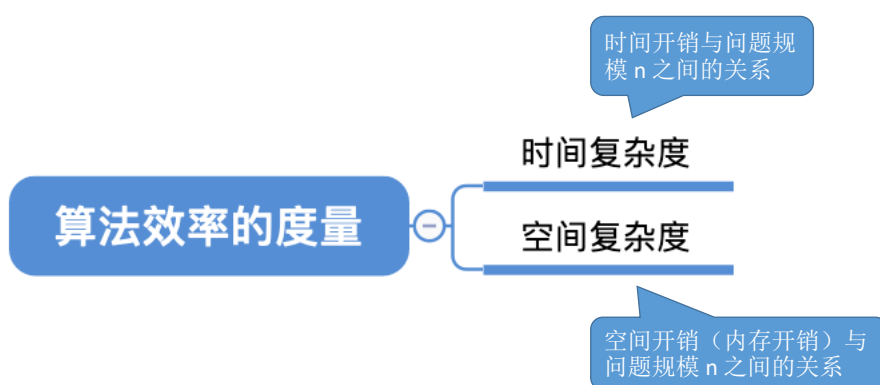 时间开销与问题规
模 n 之间的关系
时间复杂度
算法效率的度量
空间复杂度
空间开销（内存开销）与
问题规模 n 之间的关系